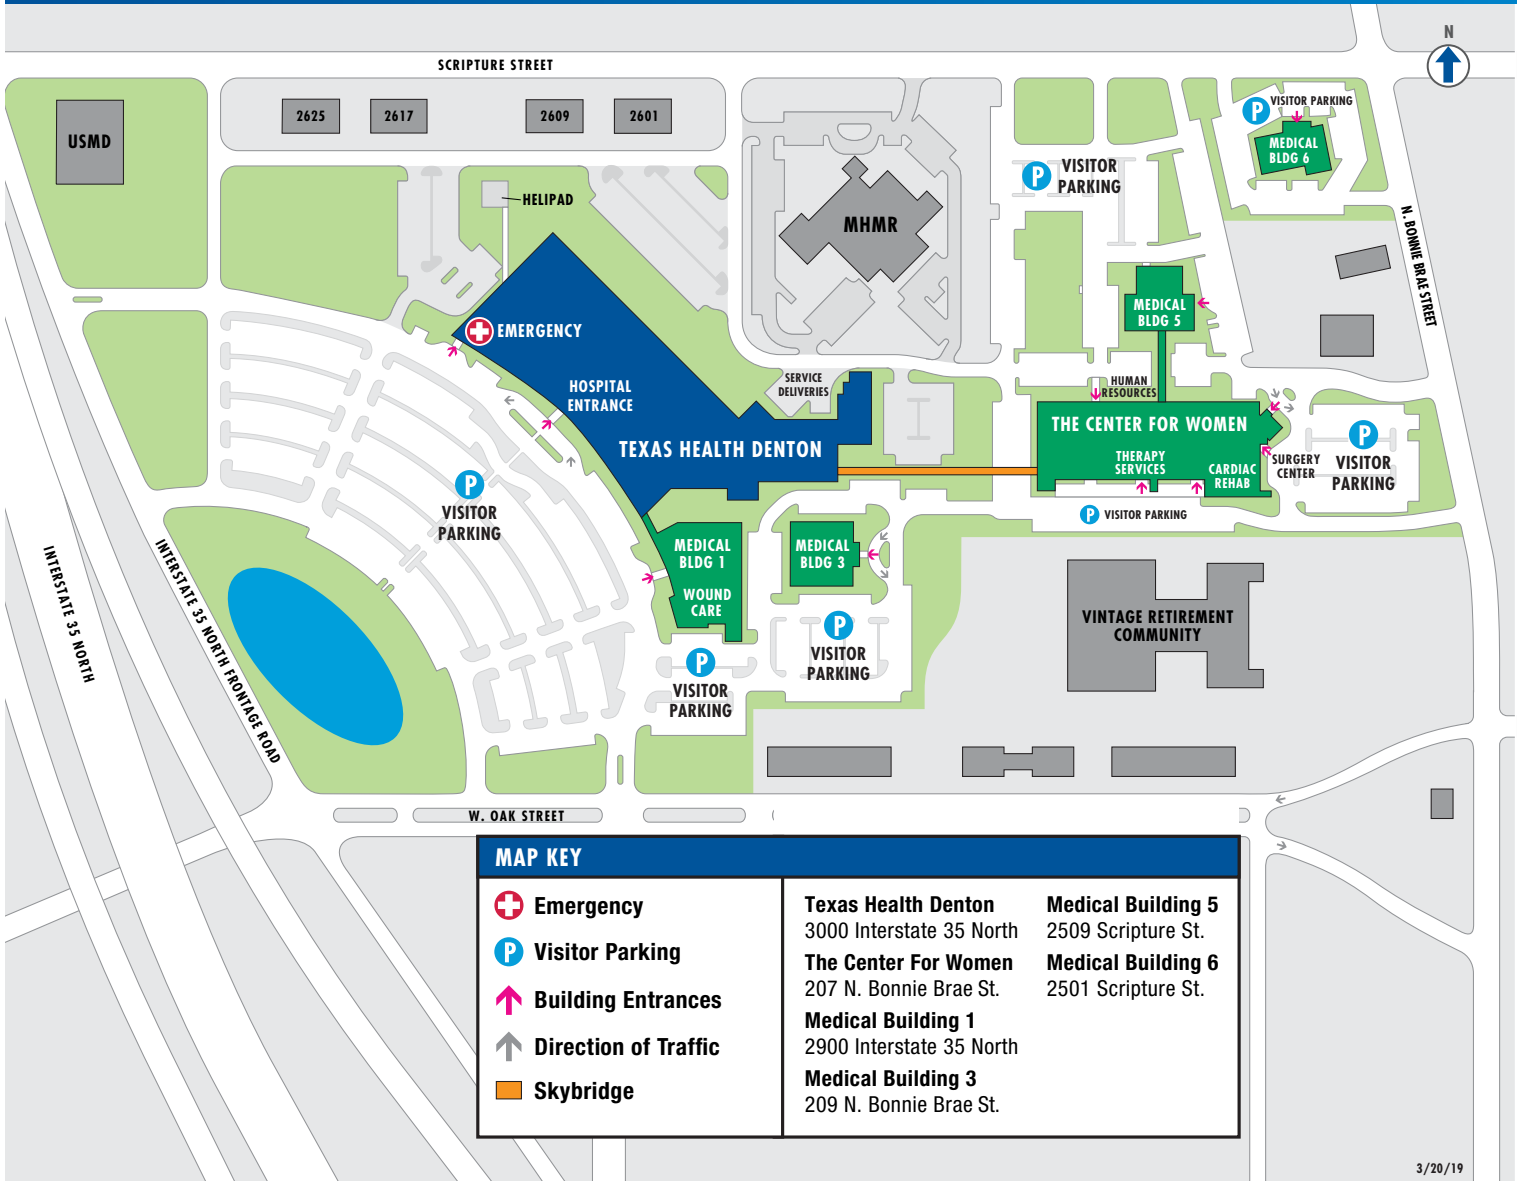 N
SCRIPTURE STREET
USMD
2625
2617
2609
2601
HELIPAD
MHMR
P
VISITOR
PARKING
P
VISITOR PARKING
MEDICAL
BLDG 6
N. BONNIE BRAE STREET
MEDICAL
BLDG 5
EMERGENCY
HOSPITAL
ENTRANCE
SERVICE
DELIVERIES
HUMAN
RESOURCES
TEXAS HEALTH DENTON
THE CENTER FOR WOMEN
THERAPY
SERVICES
CARDIAC
REHAB
SURGERY
CENTER
P
VISITOR
PARKING
P
VISITOR PARKING
P
VISITOR
PARKING
MEDICAL
BLDG 1
WOUND
CARE
MEDICAL
BLDG 3
P
VISITOR
PARKING
P
VISITOR
PARKING
VINTAGE RETIREMENT
COMMUNITY
INTERSTATE 35 NORTH
INTERSTATE 35 NORTH FRONTAGE ROAD
W. OAK STREET
MAP KEY
Emergency
P Visitor Parking
Building Entrances
Direction of Traffic
Skybridge
Texas Health Denton
3000 Interstate 35 North
The Center For Women
207 N. Bonnie Brae St.
Medical Building 1
2900 Interstate 35 North
Medical Building 3
209 N. Bonnie Brae St.
Medical Building 5
2509 Scripture St.
Medical Building 6
2501 Scripture St.
3/20/19